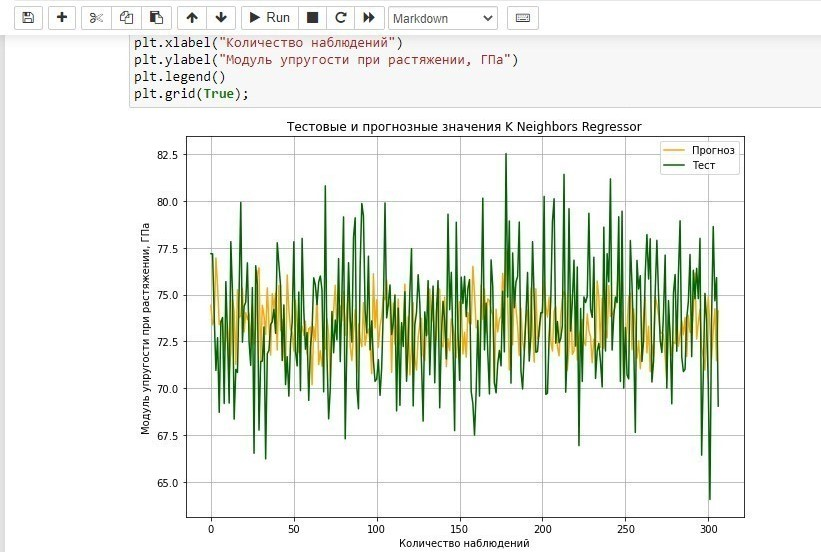 Run
Markdown
plt.xlabel("Количество наблюдений")
plt.ylabel("Модуль упругости при растяжении, ГПа")
plt.legend()
plt.grid(True);
Тестовые и прогнозные значения K Neighbors Regressor
Прогноз
Тест
Модуль упругости при растяжении, ГПа
82.5
80.0
77.5
75.0
72.5
70.0
67.5
65.0
0 50 100 150 200 250 300
Количество наблюдений